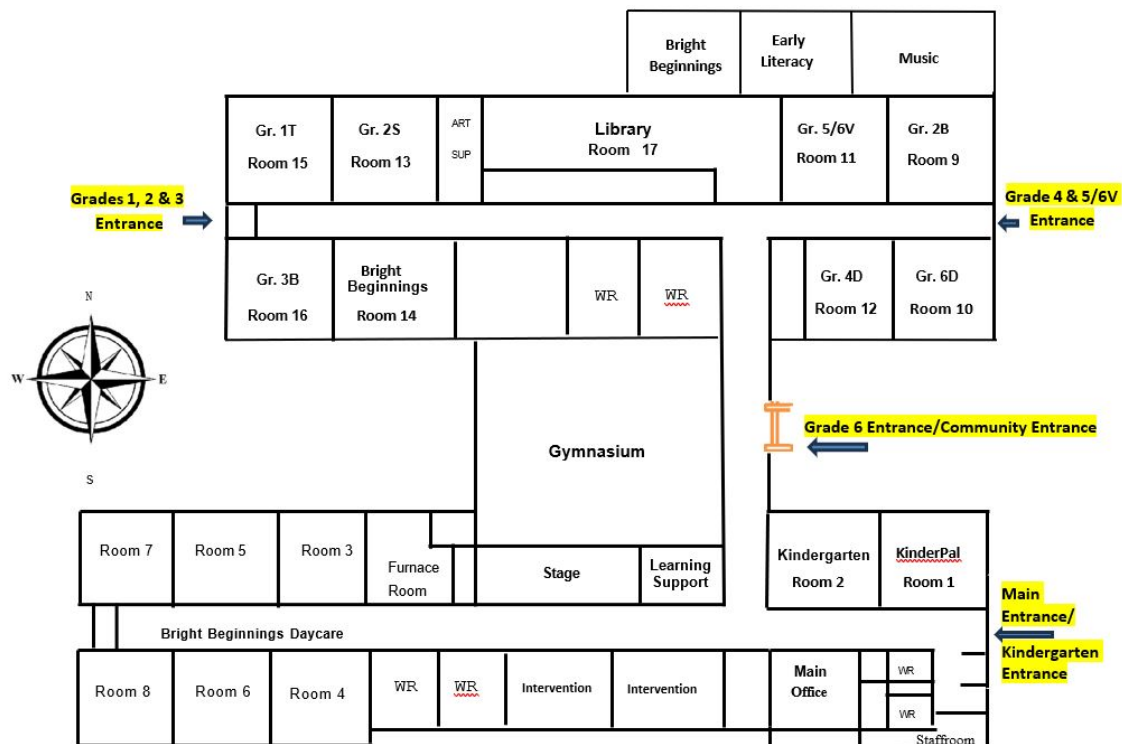 Bright
Beginnings
Early
Literacy
Music
Gr. 1T
Room 15
Gr. 2S
Room 13
ART
SUP
Library
Room 17
Gr. 5/6V
Room 11
Gr. 2B
Room 9
Grades 1, 2 & 3
Entrance
Grade 4 & 5/6V
Entrance
Gr. 3B
Room 16
Bright
Beginnings
Room 14
WR
WR
Gr. 4D
Room 12
Gr. 6D
Room 10
N
W
E
S
Grade 6 Entrance/Community Entrance
Gymnasium
Room 7
Room 5
Room 3
Furnace
Room
Stage
Learning
Support
Kindergarten
Room 2
KinderPal
Room 1
Main
Entrance/
Kindergarten
Entrance
Bright Beginnings Daycare
Room 8
Room 6
Room 4
WR
WR
Intervention
Intervention
Main
Office
WR
WR
Staffroom